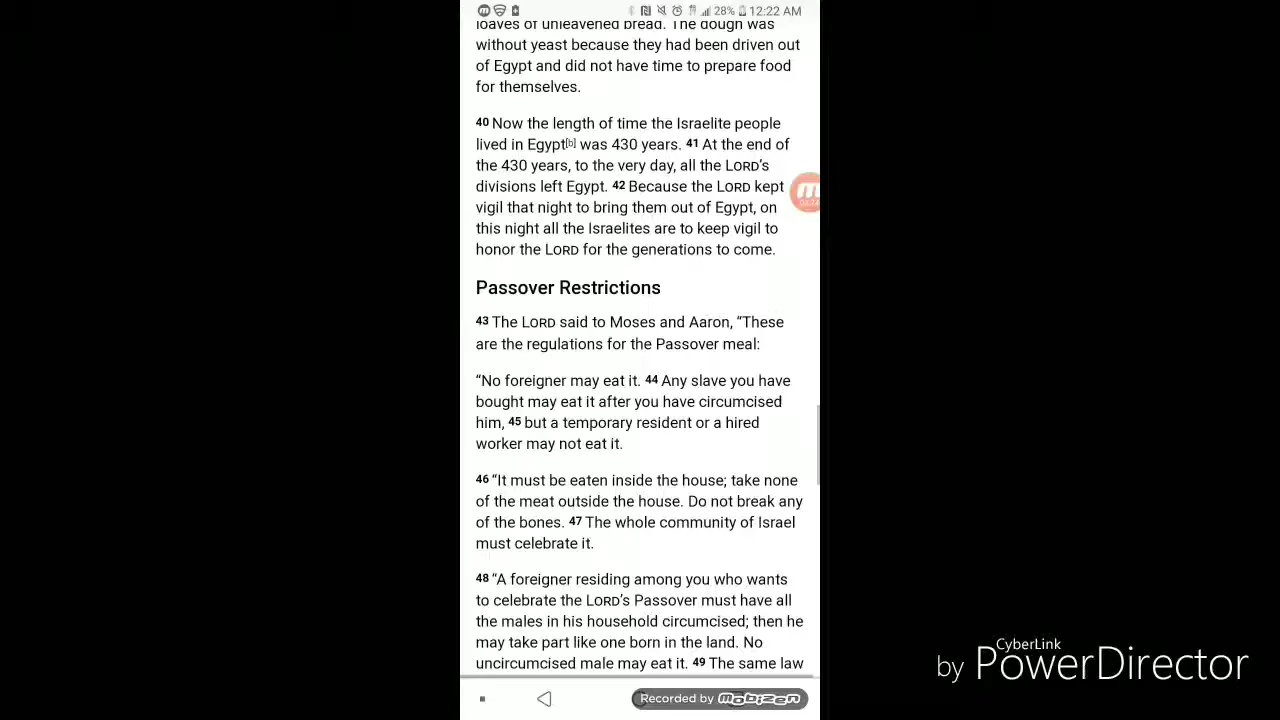 28% 12:22 AM
loaves of unleavened bread. The dough was
without yeast because they had been driven out
of Egypt and did not have time to prepare food
for themselves.
40 Now the length of time the Israelite people
lived in Egypt[b] was 430 years. 41 At the end of
the 430 years, to the very day, all the LORD’s
divisions left Egypt. 42 Because the LORD kept
vigil that night to bring them out of Egypt, on
this night all the Israelites are to keep vigil to
honor the LORD for the generations to come.
Passover Restrictions
43 The LORD said to Moses and Aaron, “These
are the regulations for the Passover meal:
“No foreigner may eat it. 44 Any slave you have
bought may eat it after you have circumcised
him, 45 but a temporary resident or a hired
worker may not eat it.
46 “It must be eaten inside the house; take none
of the meat outside the house. Do not break any
of the bones. 47 The whole community of Israel
must celebrate it.
48 “A foreigner residing among you who wants
to celebrate the LORD’s Passover must have all
the males in his household circumcised; then he
may take part like one born in the land. No
uncircumcised male may eat it. 49 The same law
Recorded by mobizen
CyberLink
by PowerDirector